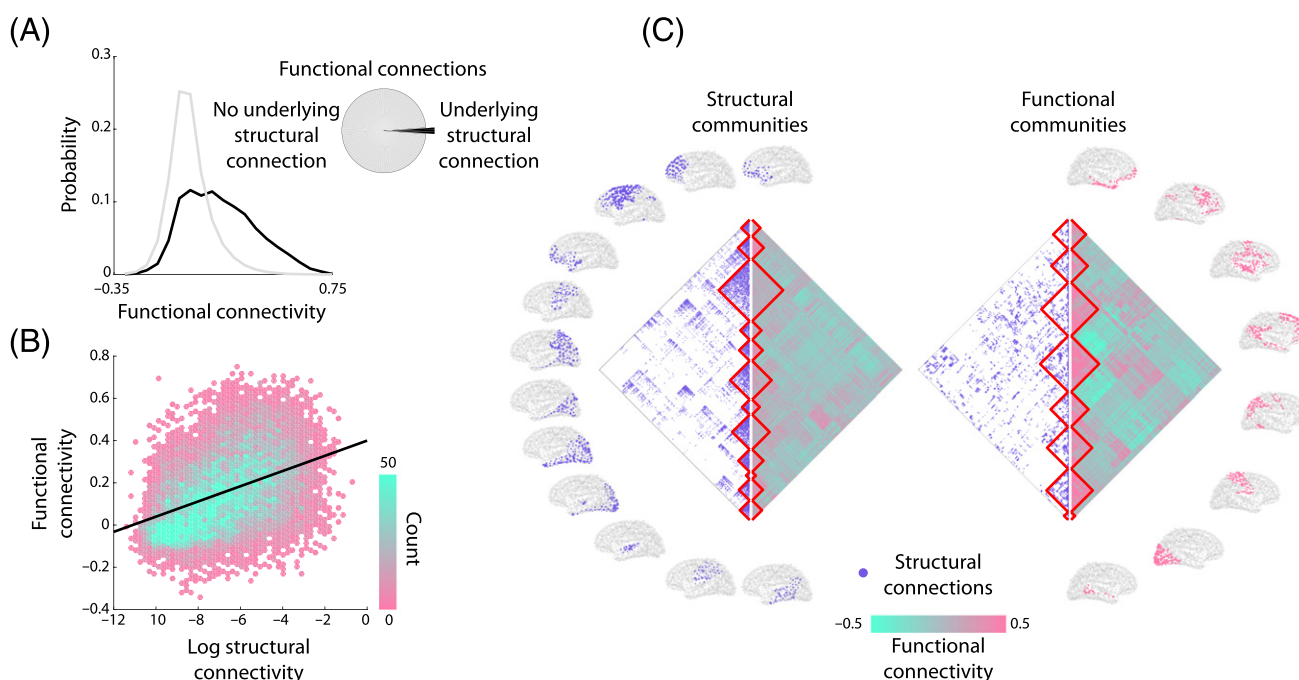 (A)
0.3
0.2
0.1
0
Probability
−0.35
0.75
Functional connectivity
Functional connections
No underlying
structural
connection
Underlying
structural
connection
(B)
0.8
0.6
0.4
0.2
0
−0.2
−0.4
Functional
connectivity
−12
10
−8
−6
−4
−2
0
Log structural
connectivity
50
0
Count
(C)
Structural
communities
Functional
communities
Structural
connections
−0.5
0.5
Functional
connectivity